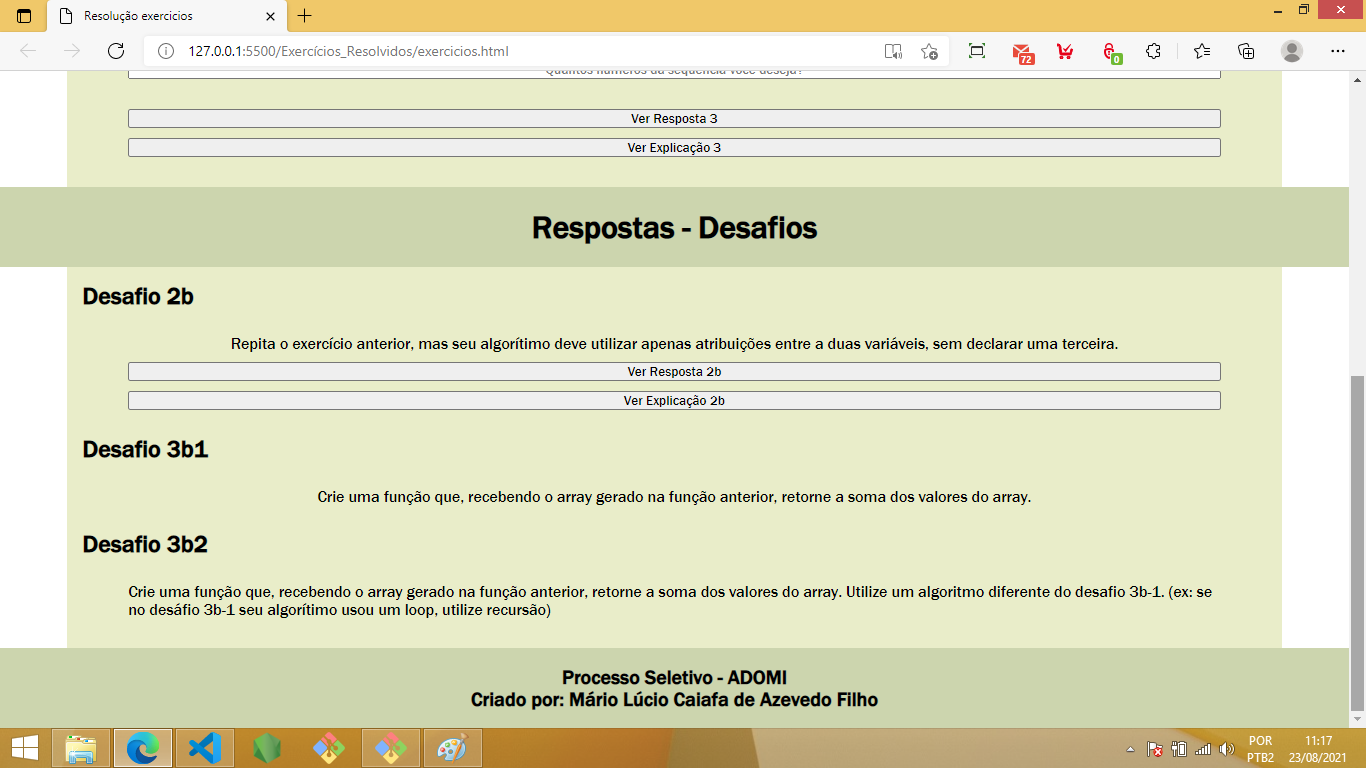 Resolução exercicios
127.0.0.1:5500/Exercícios_Resolvidos/exercicios.html
72
0
Quantos números da sequência você deseja?
Ver Resposta 3
Ver Explicação 3
Respostas - Desafios
Desafio 2b
Repita o exercício anterior, mas seu algorítimo deve utilizar apenas atribuições entre a duas variáveis, sem declarar uma terceira.
Ver Resposta 2b
Ver Explicação 2b
Desafio 3b1
Crie uma função que, recebendo o array gerado na função anterior, retorne a soma dos valores do array.
Desafio 3b2
Crie uma função que, recebendo o array gerado na função anterior, retorne a soma dos valores do array. Utilize um algoritmo diferente do desafio 3b-1. (ex: se
no desáfio 3b-1 seu algorítimo usou um loop, utilize recursão)
Processo Seletivo - ADOMI
Criado por: Mário Lúcio Caiafa de Azevedo Filho
POR
PTB2
11:17
23/08/2021